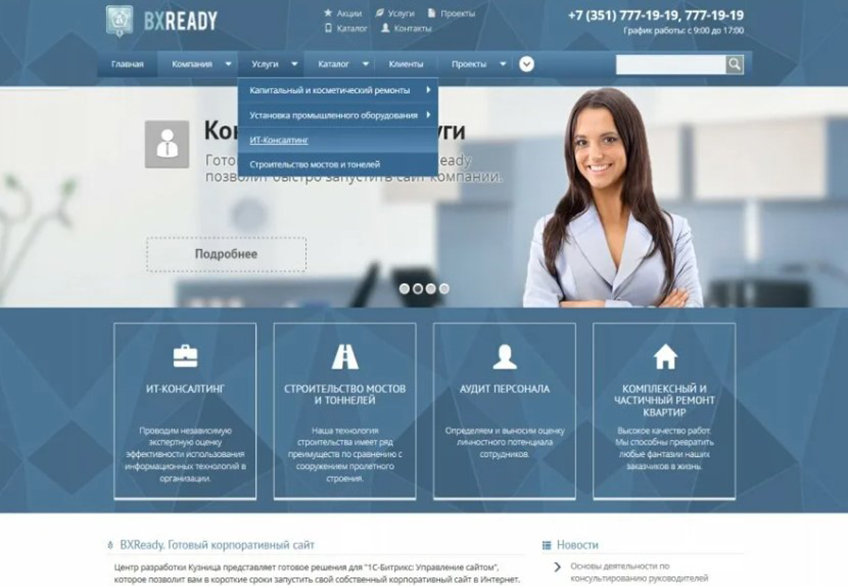 BXREADY
Акции Услуги Проекты
Каталог Контакты
+7 (351) 777-19-19, 777-19-19
График работы: с 9:00 до 17:00
Главная Компания Услуги Каталог Клиенты Проекты
Капитальный и косметический ремонты
Установка промышленного оборудования
ИТ-Консалтинг
Строительство мостов и тонелей
Готов
eady
позволит быстро запустить сайт компании.
Подробнее
ИТ-КОНСАЛТИНГ
Проводим независимую
экспертную оценку
эффективности использования
информационных технологий в
организации.
СТРОИТЕЛЬСТВО МОСТОВ
И ТОННЕЛЕЙ
Наша технология
строительства имеет ряд
преимуществ по сравнению с
сооружением пролетного
строения.
АУДИТ ПЕРСОНАЛА
Определяем и выносим оценку
личностного потенциала
сотрудников.
КОМПЛЕКСНЫЙ И
ЧАСТИЧНЫЙ РЕМОНТ
КВАРТИР
Высокое качество работ.
Мы способны превратить
любые фантазии наших
заказчиков в жизнь.
BXReady. Готовый корпоративный сайт
Центр разработки Кузница представляет готовое решения для "1С-Битрикс: Управление сайтом",
которое позволит вам в короткие сроки запустить свой собственный корпоративный сайт в Интернет.
Новости
Основы деятельности по
консультированию руководителей